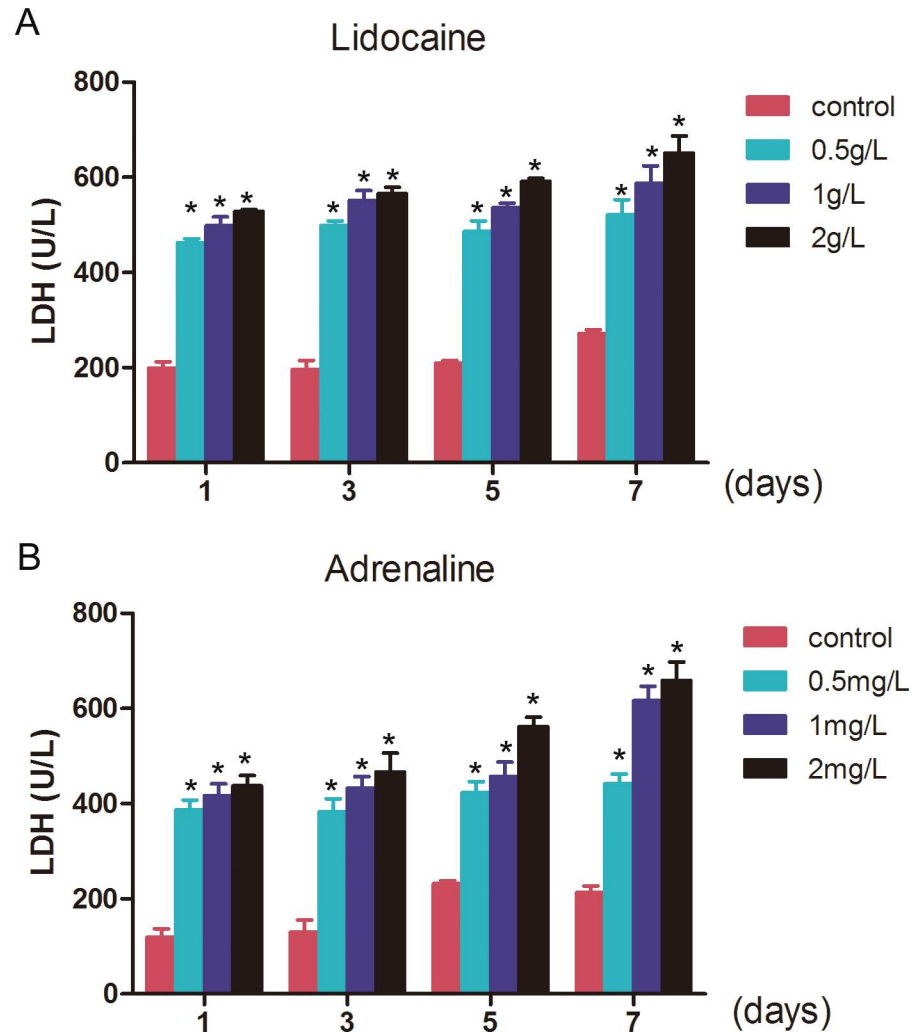 A
Lidocaine
800
600
400
200
0
LDH (U/L)
* * *
* * *
* * *
* * *
1 3 5 7 (days)
control
0.5g/L
1g/L
2g/L
B
Adrenaline
800
600
400
200
0
LDH (U/L)
* * *
* * *
* * *
* * *
1 3 5 7 (days)
control
0.5mg/L
1mg/L
2mg/L